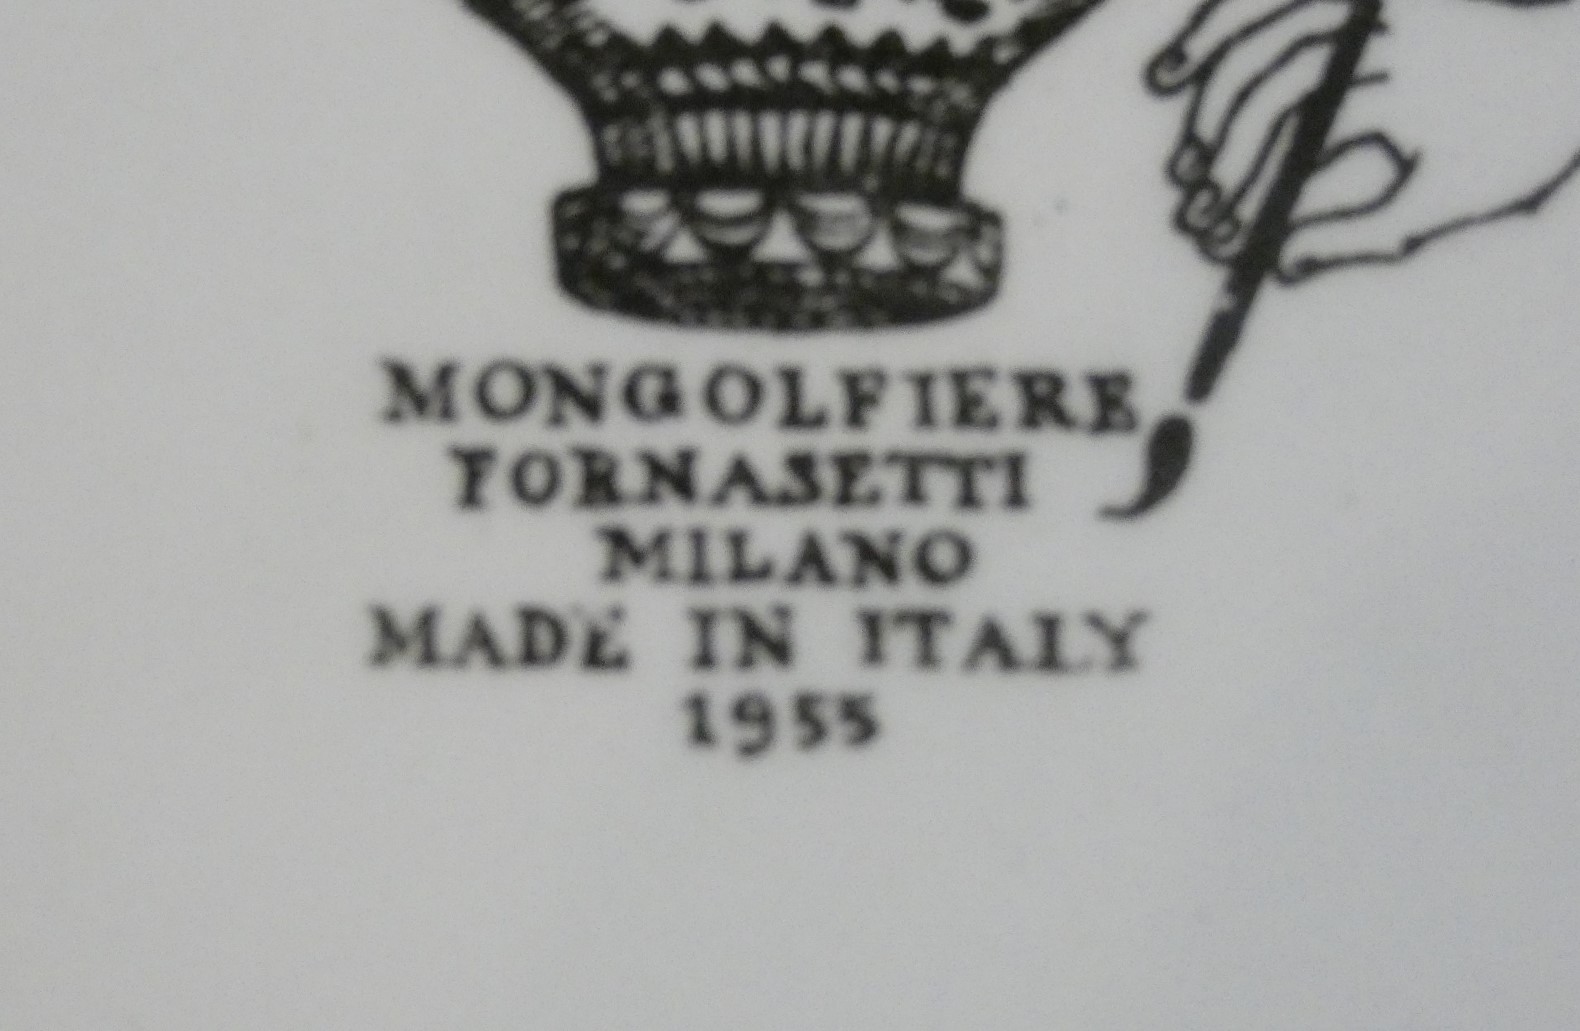 MONGOLFIERE
FORNASETTI
MILANO
MADE IN ITALY
1955